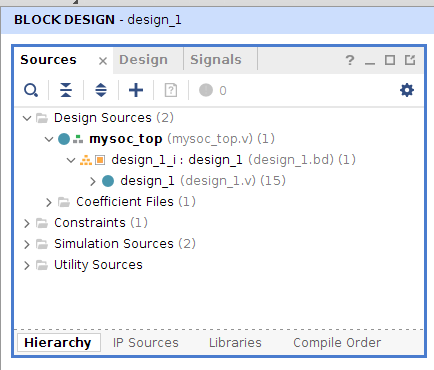 BLOCK DESIGN - design_1
Sources × Design Signals ? _
0
Design Sources (2)
mysoc_top (mysoc_top.v) (1)
design_1_i : design_1 (design_1.bd) (1)
design_1 (design_1.v) (15)
Coefficient Files (1)
Constraints (1)
Simulation Sources (2)
Utility Sources
Hierarchy IP Sources Libraries Compile Order